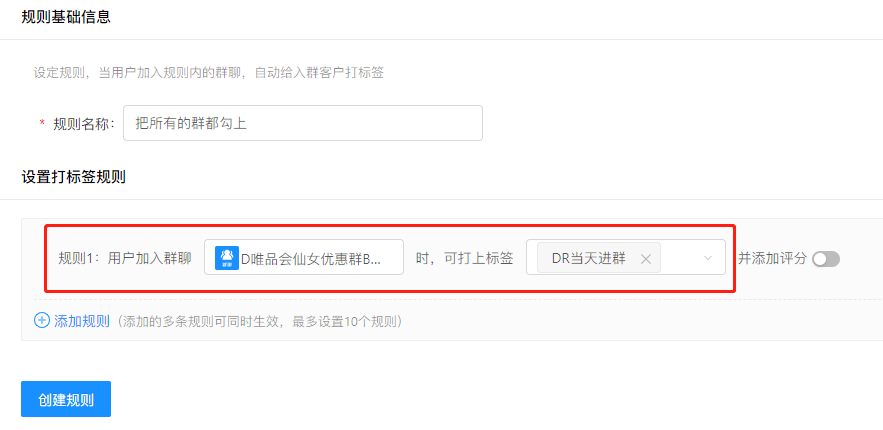 规则基础信息
设定规则，当用户加入规则内的群聊，自动给入群客户打标签
* 规则名称： 把所有的群都勾上
设置打标签规则
规则1：用户加入群聊 D唯品会仙女优惠群B... 时，可打上标签 DR当天进群 × 并添加评分
添加规则（添加的多条规则可同时生效，最多设置10个规则）
创建规则